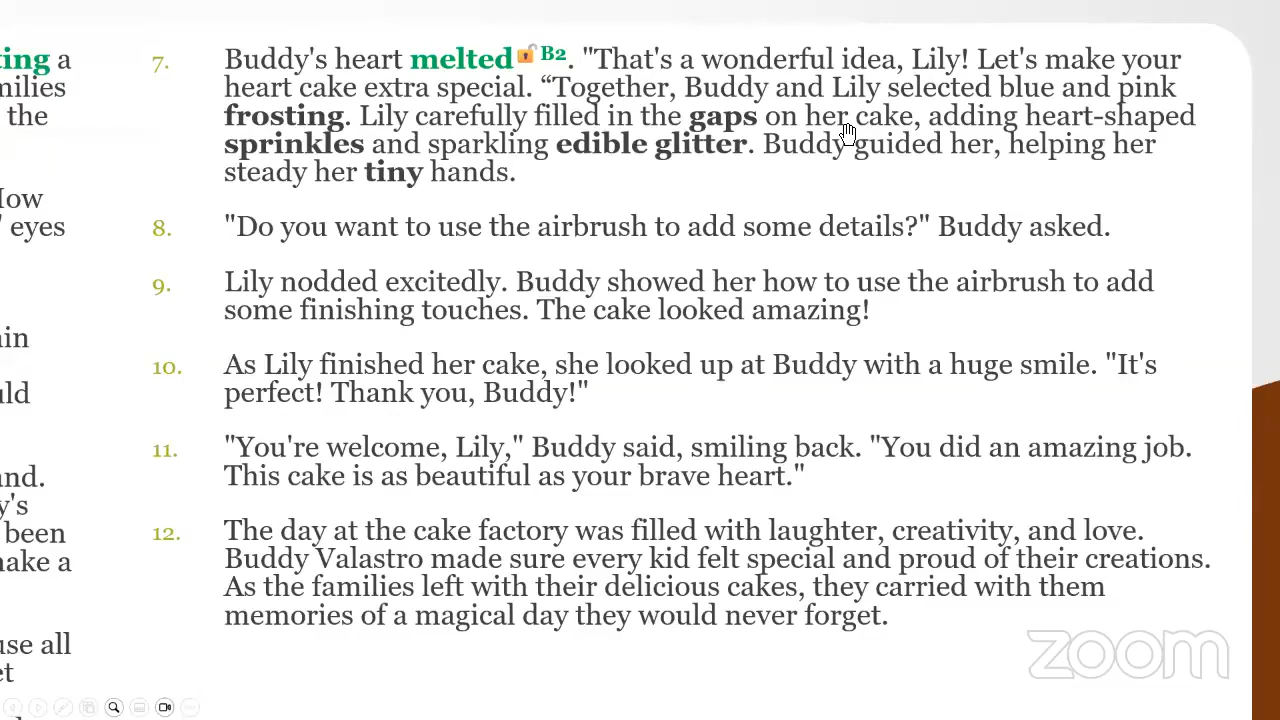 ting a
milies
the
How
' eyes
ain
uld
and.
y's
been
make a
use all
et
7. Buddy's heart melted B2. "That's a wonderful idea, Lily! Let's make your
heart cake extra special. “Together, Buddy and Lily selected blue and pink
frosting. Lily carefully filled in the gaps on her cake, adding heart-shaped
sprinkles and sparkling edible glitter. Buddy guided her, helping her
steady her tiny hands.
8. "Do you want to use the airbrush to add some details?" Buddy asked.
9. Lily nodded excitedly. Buddy showed her how to use the airbrush to add
some finishing touches. The cake looked amazing!
10. As Lily finished her cake, she looked up at Buddy with a huge smile. "It's
perfect! Thank you, Buddy!"
11. "You're welcome, Lily," Buddy said, smiling back. "You did an amazing job.
This cake is as beautiful as your brave heart."
12. The day at the cake factory was filled with laughter, creativity, and love.
Buddy Valastro made sure every kid felt special and proud of their creations.
As the families left with their delicious cakes, they carried with them
memories of a magical day they would never forget.
zoom